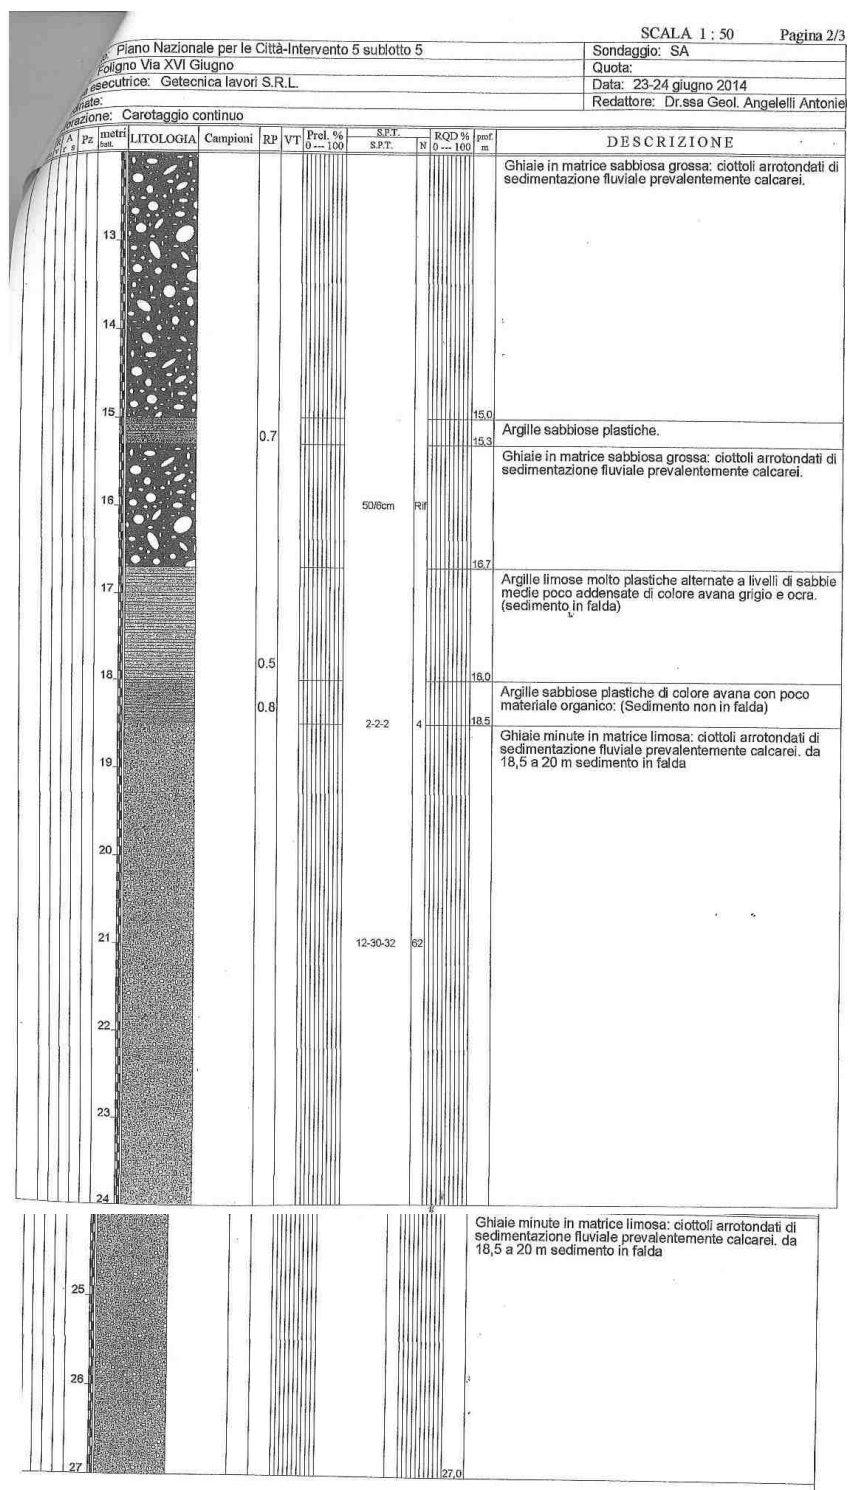 SCALA 1 : 50 Pagina 2/3
Piano Nazionale per le Città-Intervento 5 sublotto 5
Sondaggio: SA
Foligno Via XVI Giugno
Quota:
esecutrice: Getecnica lavori S.R.L.
Data: 23-24 giugno 2014
Redattore: Dr.ssa Geol. Angelelli Antonie
Carotaggio continuo
A
r s Pz metri
batt. LITOLOGIA Campioni RP VT Prel. %
0 --- 100 S.P.T.
S.P.T. N RQD %
0 --- 100 prof.
m DESCRIZIONE
Ghiaie in matrice sabbiosa grossa: ciottoli arrotondati di
sedimentazione fluviale prevalentemente calcarei.
13
14
15 15,0
Argille sabbiose plastiche.
0.7 15,3
Ghiaie in matrice sabbiosa grossa: ciottoli arrotondati di
sedimentazione fluviale prevalentemente calcarei.
16 50/6cm Rif
16,7
Argille limose molto plastiche alternate a livelli di sabbie
medie poco addensate di colore avana grigio e ocra.
(sedimento in falda)
17
0.5
18 18,0
Argille sabbiose plastiche di colore avana con poco
materiale organico: (Sedimento non in falda)
0.8
2-2-2 4 18,5
Ghiaie minute in matrice limosa: ciottoli arrotondati di
sedimentazione fluviale prevalentemente calcarei. da
18,5 a 20 m sedimento in falda
19
20
21 12-30-32 62
22
23
24
Ghiaie minute in matrice limosa: ciottoli arrotondati di
sedimentazione fluviale prevalentemente calcarei. da
18,5 a 20 m sedimento in falda
25
26
27 27,0